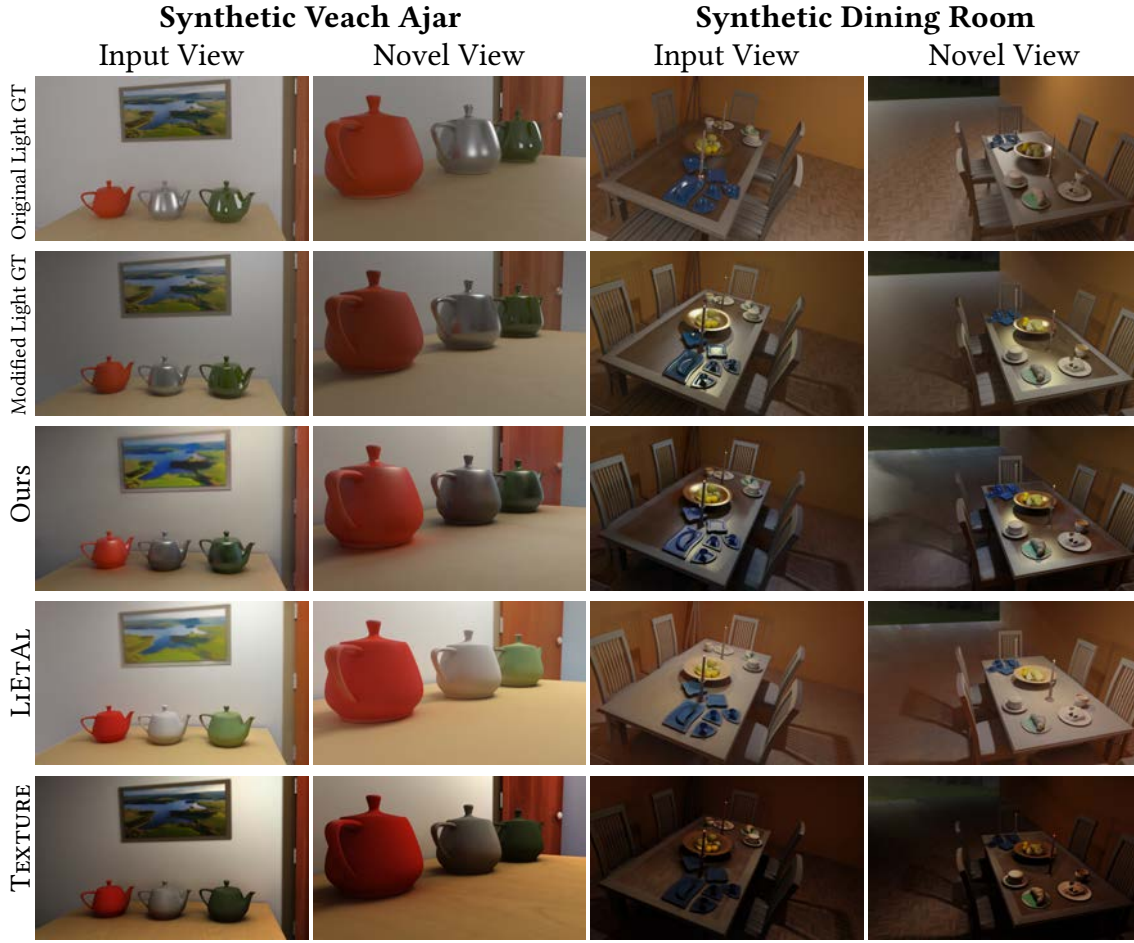 Synthetic Veach Ajar
Synthetic Dining Room
Input View
Novel View
Input View
Novel View
Original Light GT
Modified Light GT
Ours
LiEtAl
Texture